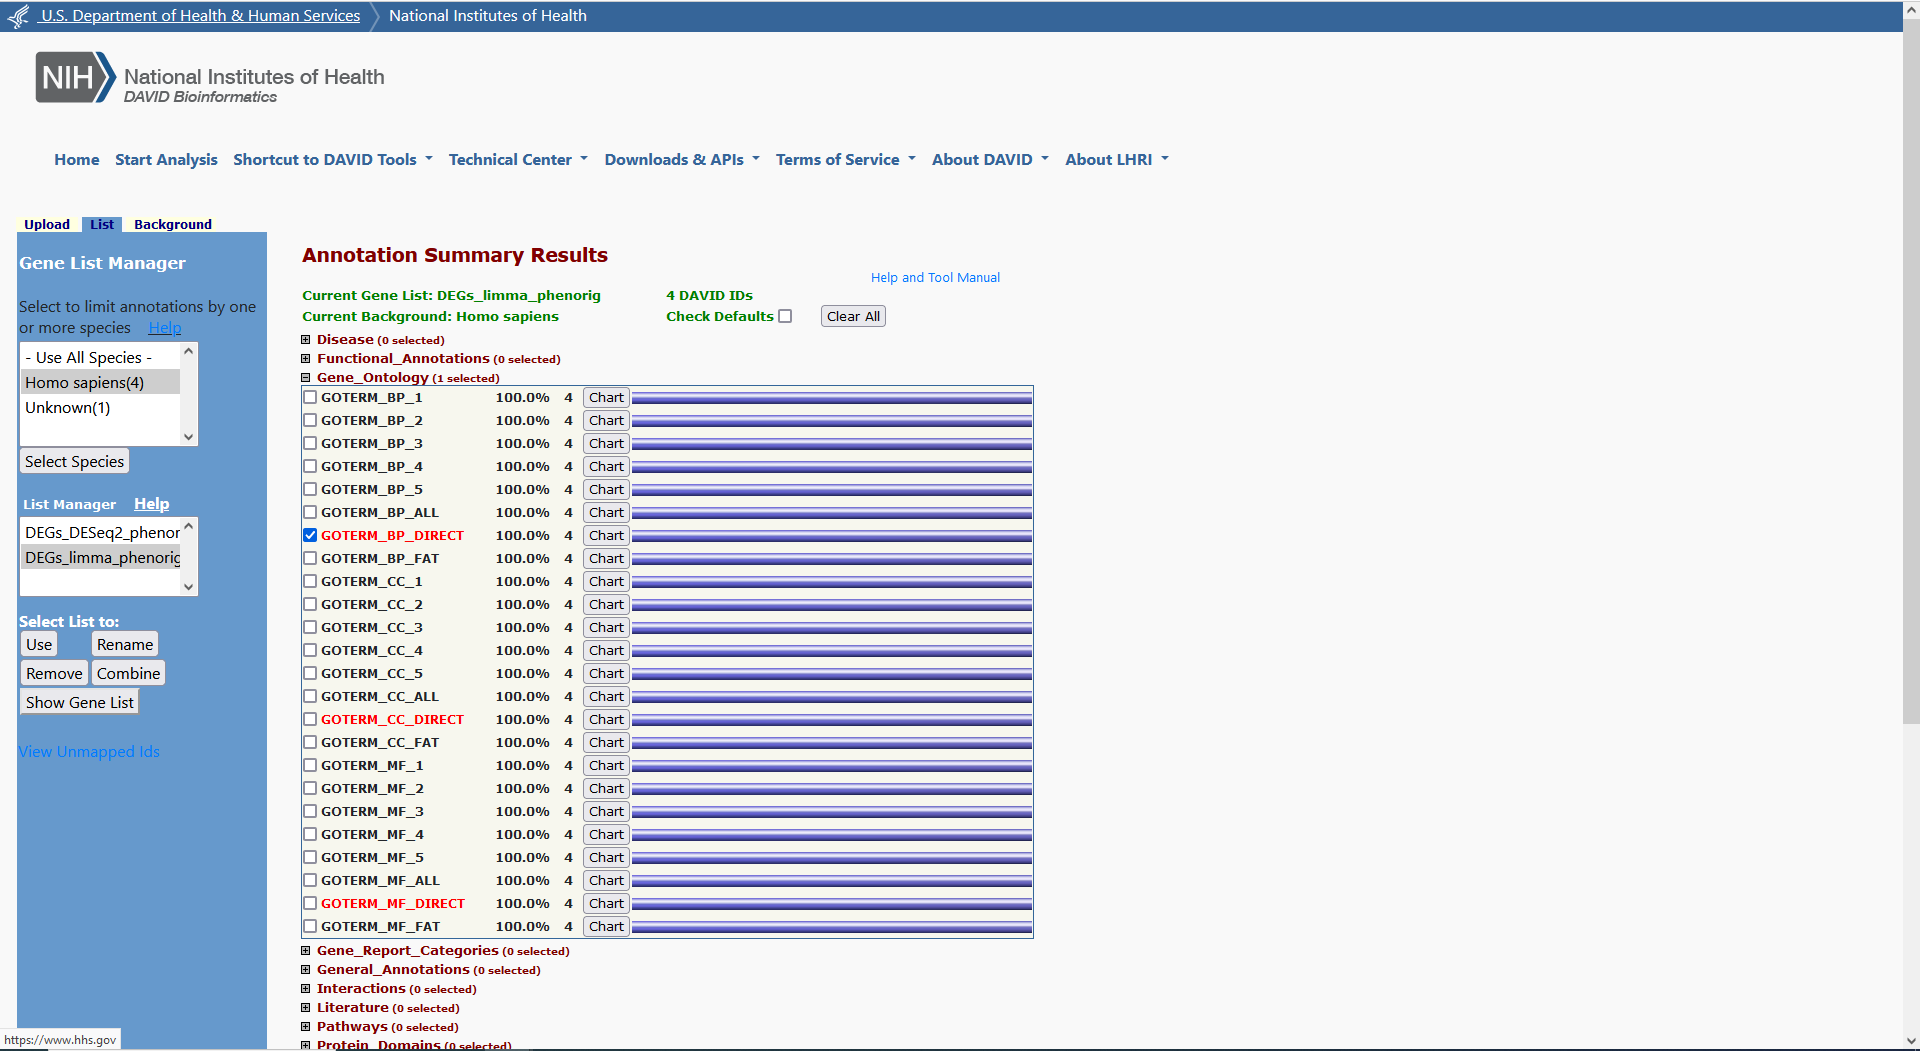 U.S. Department of Health & Human Services National Institutes of Health
NIH National Institutes of Health
DAVID Bioinformatics
Home Start Analysis Shortcut to DAVID Tools Technical Center Downloads & APIs Terms of Service About DAVID About LHRI
Upload List Background
Gene List Manager
Select to limit annotations by one
or more species Help
- Use All Species -
Homo sapiens(4)
Unknown(1)
Select Species
List Manager Help
DEGs_DESeq2_phenor
DEGs_limma_phenorig
Select List to:
Use Rename
Remove Combine
Show Gene List
View Unmapped Ids
Annotation Summary Results
Help and Tool Manual
Current Gene List: DEGs_limma_phenorig 4 DAVID IDs
Current Background: Homo sapiens Check Defaults Clear All
Disease (0 selected)
Functional_Annotations (0 selected)
Gene_Ontology (1 selected)
GOTERM_BP_1 100.0% 4 Chart
GOTERM_BP_2 100.0% 4 Chart
GOTERM_BP_3 100.0% 4 Chart
GOTERM_BP_4 100.0% 4 Chart
GOTERM_BP_5 100.0% 4 Chart
GOTERM_BP_ALL 100.0% 4 Chart
GOTERM_BP_DIRECT 100.0% 4 Chart
GOTERM_BP_FAT 100.0% 4 Chart
GOTERM_CC_1 100.0% 4 Chart
GOTERM_CC_2 100.0% 4 Chart
GOTERM_CC_3 100.0% 4 Chart
GOTERM_CC_4 100.0% 4 Chart
GOTERM_CC_5 100.0% 4 Chart
GOTERM_CC_ALL 100.0% 4 Chart
GOTERM_CC_DIRECT 100.0% 4 Chart
GOTERM_CC_FAT 100.0% 4 Chart
GOTERM_MF_1 100.0% 4 Chart
GOTERM_MF_2 100.0% 4 Chart
GOTERM_MF_3 100.0% 4 Chart
GOTERM_MF_4 100.0% 4 Chart
GOTERM_MF_5 100.0% 4 Chart
GOTERM_MF_ALL 100.0% 4 Chart
GOTERM_MF_DIRECT 100.0% 4 Chart
GOTERM_MF_FAT 100.0% 4 Chart
Gene_Report_Categories (0 selected)
General_Annotations (0 selected)
Interactions (0 selected)
Literature (0 selected)
Pathways (0 selected)
Protein_Domains (0 selected)
https://www.hhs.gov